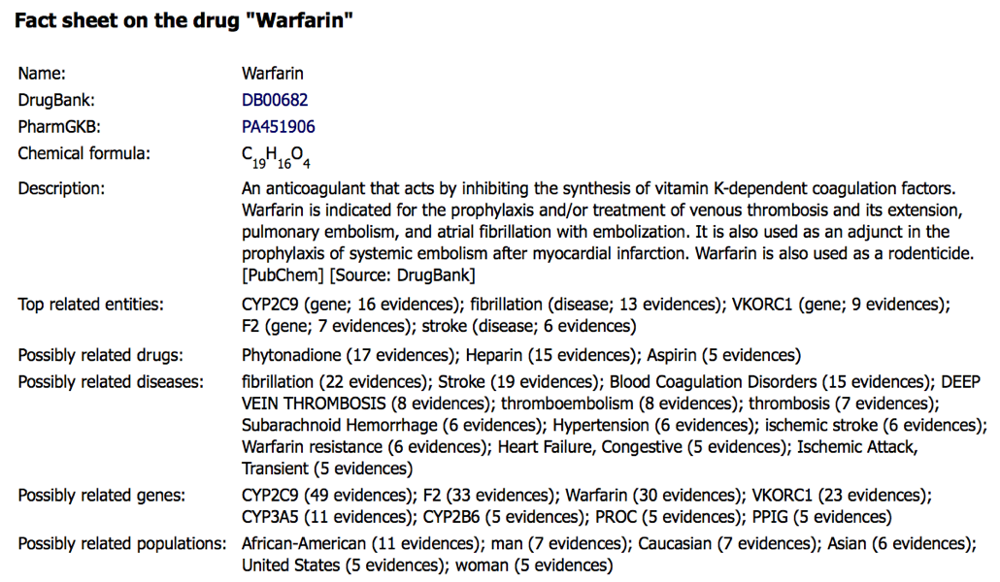 Fact sheet on the drug "Warfarin"
Name: Warfarin
DrugBank: DB00682
PharmGKB: PA451906
Chemical formula: C19H16O4
Description: An anticoagulant that acts by inhibiting the synthesis of vitamin K-dependent coagulation factors.
Warfarin is indicated for the prophylaxis and/or treatment of venous thrombosis and its extension,
pulmonary embolism, and atrial fibrillation with embolization. It is also used as an adjunct in the
prophylaxis of systemic embolism after myocardial infarction. Warfarin is also used as a rodenticide.
[PubChem] [Source: DrugBank]
Top related entities: CYP2C9 (gene; 16 evidences); fibrillation (disease; 13 evidences); VKORC1 (gene; 9 evidences);
F2 (gene; 7 evidences); stroke (disease; 6 evidences)
Possibly related drugs: Phytonadione (17 evidences); Heparin (15 evidences); Aspirin (5 evidences)
Possibly related diseases: fibrillation (22 evidences); Stroke (19 evidences); Blood Coagulation Disorders (15 evidences); DEEP
VEIN THROMBOSIS (8 evidences); thromboembolism (8 evidences); thrombosis (7 evidences);
Subarachnoid Hemorrhage (6 evidences); Hypertension (6 evidences); ischemic stroke (6 evidences);
Warfarin resistance (6 evidences); Heart Failure, Congestive (5 evidences); Ischemic Attack,
Transient (5 evidences)
Possibly related genes: CYP2C9 (49 evidences); F2 (33 evidences); Warfarin (30 evidences); VKORC1 (23 evidences);
CYP3A5 (11 evidences); CYP2B6 (5 evidences); PROC (5 evidences); PPIG (5 evidences)
Possibly related populations: African-American (11 evidences); man (7 evidences); Caucasian (7 evidences); Asian (6 evidences);
United States (5 evidences); woman (5 evidences)